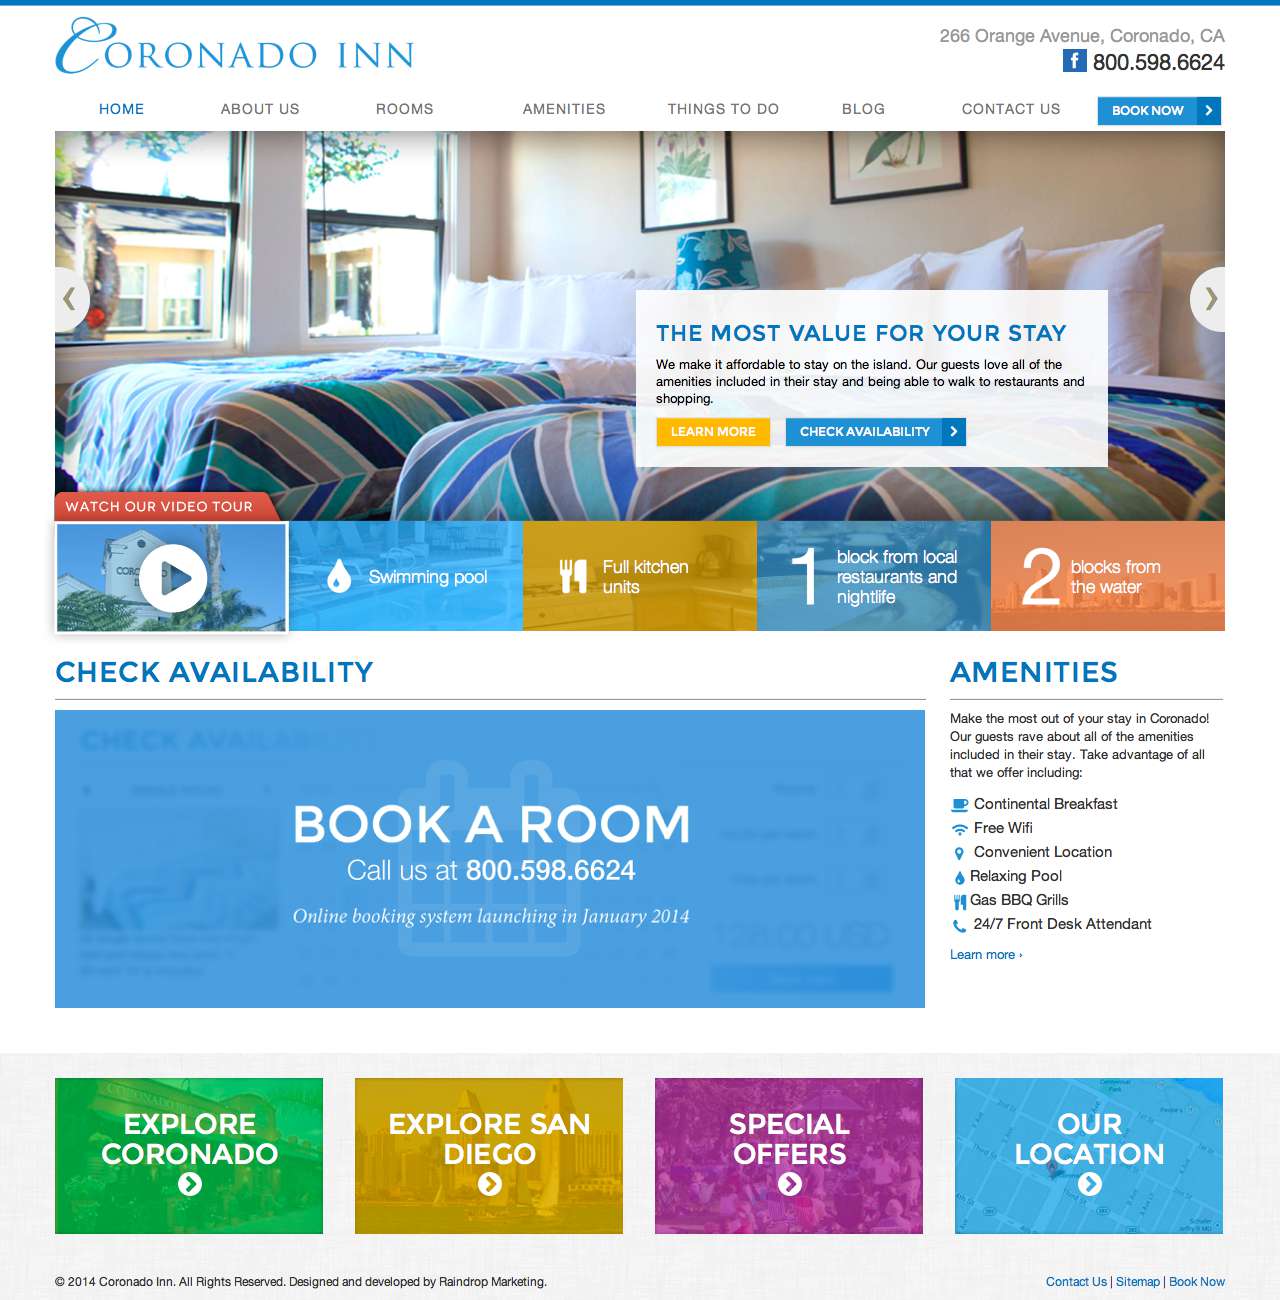 CORONADO INN
266 Orange Avenue, Coronado, CA
f 800.598.6624
HOME ABOUT US ROOMS AMENITIES THINGS TO DO BLOG CONTACT US BOOK NOW
THE MOST VALUE FOR YOUR STAY
We make it affordable to stay on the island. Our guests love all of the
amenities included in their stay and being able to walk to restaurants and
shopping.
LEARN MORE CHECK AVAILABILITY
WATCH OUR VIDEO TOUR
Swimming pool
Full kitchen
units
1 block from local
restaurants and
nightlife
2 blocks from
the water
CHECK AVAILABILITY
CHECK AVAILABILITY
BOOK A ROOM
Call us at 800.598.6624
Online booking system launching in January 2014
128.00 USD
AMENITIES
Make the most out of your stay in Coronado!
Our guests rave about all of the amenities
included in their stay. Take advantage of all
that we offer including:
Continental Breakfast
Free Wifi
Convenient Location
Relaxing Pool
Gas BBQ Grills
24/7 Front Desk Attendant
Learn more ›
EXPLORE
CORONADO
EXPLORE SAN
DIEGO
SPECIAL
OFFERS
OUR
LOCATION
© 2014 Coronado Inn. All Rights Reserved. Designed and developed by Raindrop Marketing.
Contact Us | Sitemap | Book Now